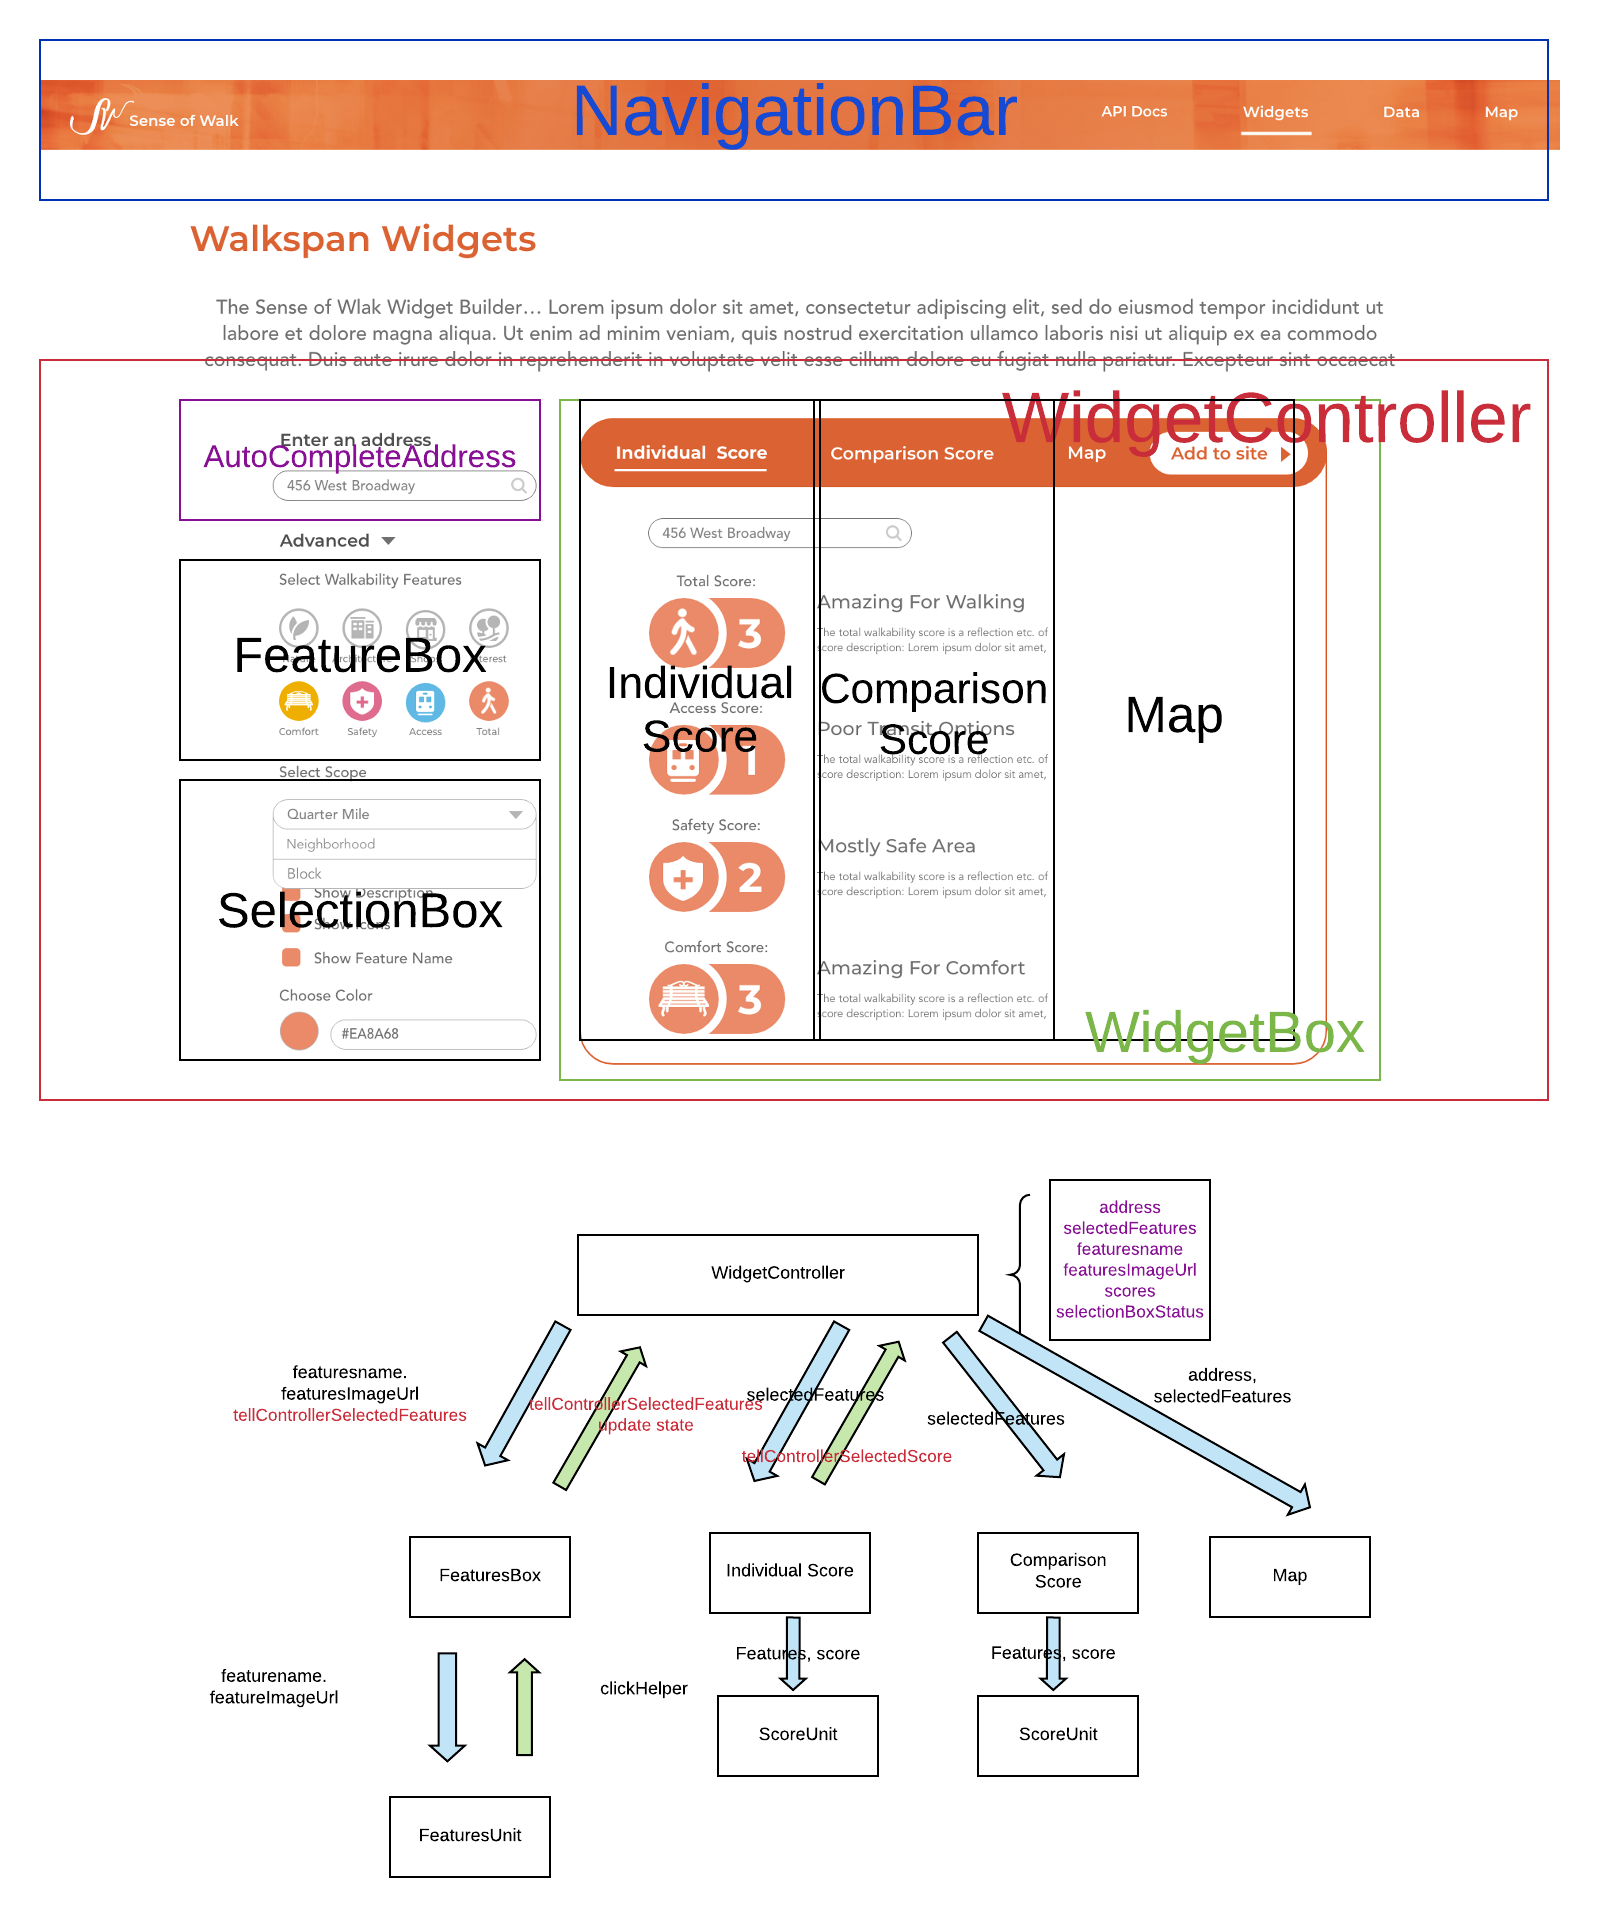 Sense of Walk
NavigationBar
API Docs
Widgets
Data
Map
Walkspan Widgets
The Sense of Wlak Widget Builder... Lorem ipsum dolor sit amet, consectetur adipiscing elit, sed do eiusmod tempor incididunt ut
labore et dolore magna aliqua. Ut enim ad minim veniam, quis nostrud exercitation ullamco laboris nisi ut aliquip ex ea commodo
consequat. Duis aute irure dolor in reprehenderit in voluptate velit esse cillum dolore eu fugiat nulla pariatur. Excepteur sint occaecat
WidgetController
Enter an address
AutoCompleteAddress
456 West Broadway
Advanced
Select Walkability Features
FeatureBox
Comfort
Safety
Access
Total
Select Scope
Quarter Mile
Neighborhood
Block
Show Description
SelectionBox
Show Icons
Show Feature Name
Choose Color
#EA8A68
Individual Score
Comparison Score
Map
Add to site
456 West Broadway
Total Score:
3
Amazing For Walking
The total walkability score is a reflection etc. of
score description: Lorem ipsum dolor sit amet,
Individual
Score
Comparison
Score
Map
Access Score:
1
Poor Transit Options
The total walkability score is a reflection etc. of
score description: Lorem ipsum dolor sit amet,
Safety Score:
2
Mostly Safe Area
The total walkability score is a reflection etc. of
score description: Lorem ipsum dolor sit amet,
Comfort Score:
3
Amazing For Comfort
The total walkability score is a reflection etc. of
score description: Lorem ipsum dolor sit amet,
WidgetBox
WidgetController
address
selectedFeatures
featuresname
featuresImageUrl
scores
selectionBoxStatus
featuresname.
featuresImageUrl
tellControllerSelectedFeatures
tellControllerSelectedFeatures
update state
selectedFeatures
tellControllerSelectedScore
selectedFeatures
address,
selectedFeatures
FeaturesBox
Individual Score
Comparison
Score
Map
featurename.
featureImageUrl
clickHelper
Features, score
Features, score
ScoreUnit
ScoreUnit
FeaturesUnit